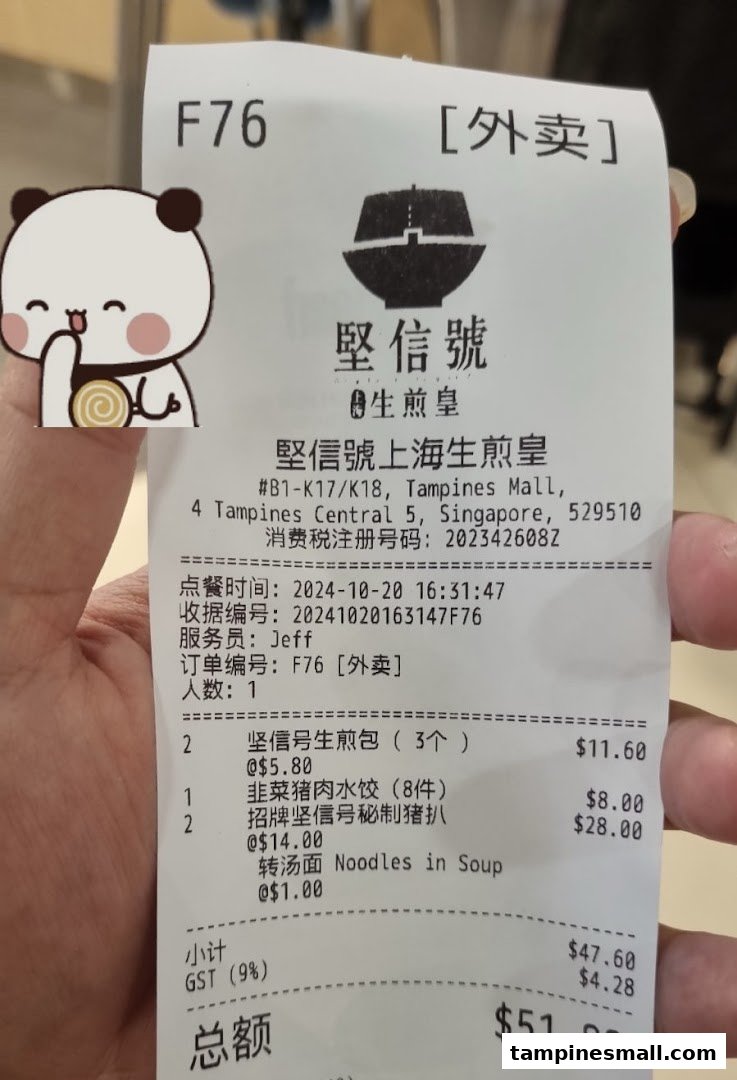 F76 [外卖]
堅信號
上海生煎皇
堅信號上海生煎皇
#B1-K17/K18, Tampines Mall,
4 Tampines Central 5, Singapore, 529510
消费税注册号码: 202342608Z
点餐时间: 2024-10-20 16:31:47
收据编号: 20241020163147F76
服务员: Jeff
订单编号: F76 [外卖]
人数: 1
2 坚信号生煎包 ( 3个 ) $11.60
@$5.80
1 韭菜猪肉水饺 (8件) $8.00
2 招牌坚信号秘制猪扒 $28.00
@$14.00
转汤面 Noodles in Soup
@$1.00
小计 $47.60
GST (9%) $4.28
总额 $51
tampinesmall.com